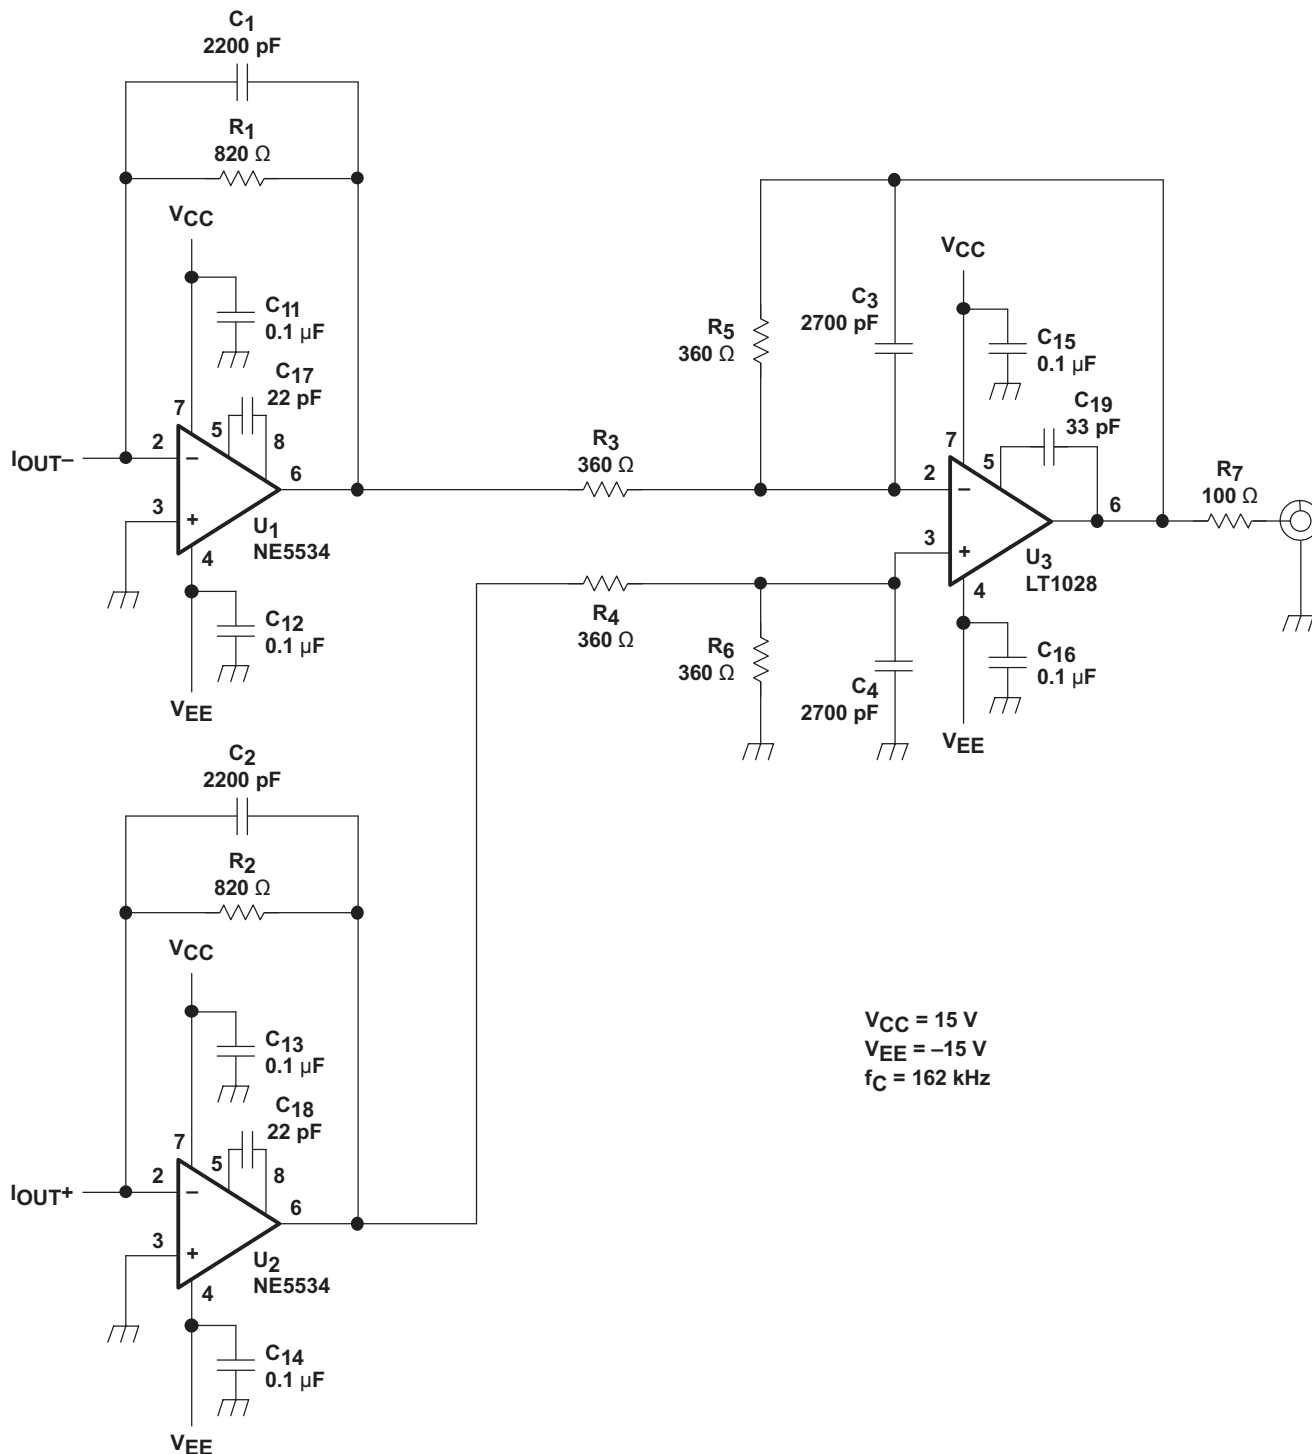 C1
2200 pF
R1
820 Ω
VCC
C11
0.1 μF
C17
22 pF
7
5
8
2
–
IOUT–
6
3
+
U1
NE5534
4
C12
0.1 μF
VEE
R3
360 Ω
R5
360 Ω
C3
2700 pF
VCC
C15
0.1 μF
C19
33 pF
7
5
2
–
6
R7
100 Ω
3
+
U3
LT1028
4
R4
360 Ω
R6
360 Ω
C4
2700 pF
C16
0.1 μF
VEE
C2
2200 pF
R2
820 Ω
VCC
C13
0.1 μF
C18
22 pF
7
5
8
2
–
IOUT+
6
3
+
U2
NE5534
4
C14
0.1 μF
VEE
VCC = 15 V
VEE = –15 V
fC = 162 kHz